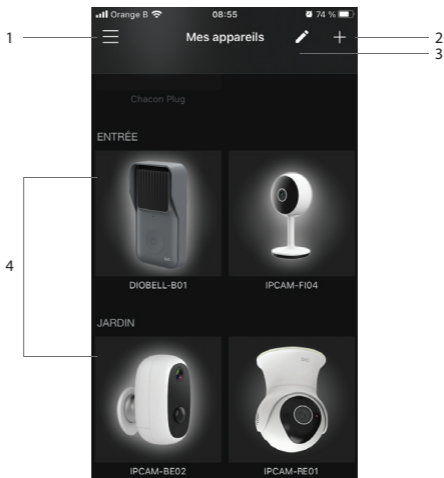 Orange B 08:55 74 %
1 Mes appareils 2
3
Chacon Plug
ENTRÉE
4
DIOBELL-B01 IPCAM-FI04
JARDIN
IPCAM-BE02 IPCAM-RE01